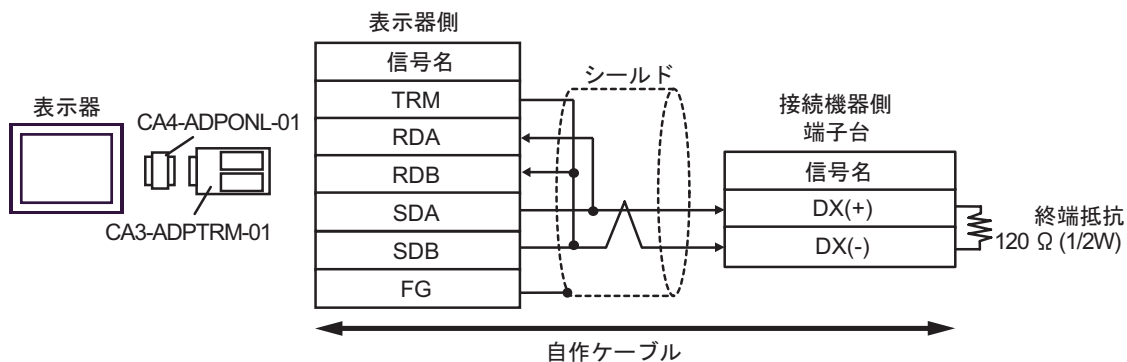 表示器側
信号名
TRM
RDA
RDB
SDA
SDB
FG
シールド
表示器
CA4-ADPONL-01
CA3-ADPTRM-01
接続機器側
端子台
信号名
DX(+)
DX(-)
終端抵抗
120 Ω (1/2W)
自作ケーブル